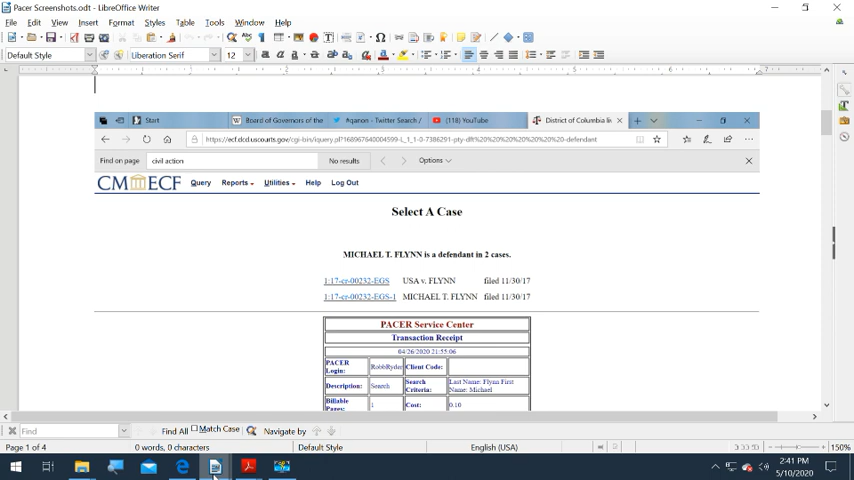 Pacer Screenshots.odt - LibreOffice Writer
File Edit View Insert Format Styles Table Tools Window Help
Default Style Liberation Serif 12
Start Board of Governors of the #qanon - Twitter Search / (118) YouTube District of Columbia liv
https://ecf.dcd.uscourts.gov/cgi-bin/iquery.pl?168967640004599-L_1_1-0-7386291-pty-dft%20%20%20%20%20%20-defendant
Find on page civil action No results Options
CM ECF Query Reports Utilities Help Log Out
Select A Case
MICHAEL T. FLYNN is a defendant in 2 cases.
1:17-cr-00232-EGS USA v. FLYNN filed 11/30/17
1:17-cr-00232-EGS-1 MICHAEL T. FLYNN filed 11/30/17
PACER Service Center
Transaction Receipt
04/26/2020 21:55:06
PACER Login: RobbRyder Client Code:
Description: Search Search Criteria: Last Name: Flynn First Name: Michael
Billable Pages: 1 Cost: 0.10
Find Find All Match Case Navigate by
Page 1 of 4 0 words, 0 characters Default Style English (USA) 150%
2:41 PM
5/10/2020